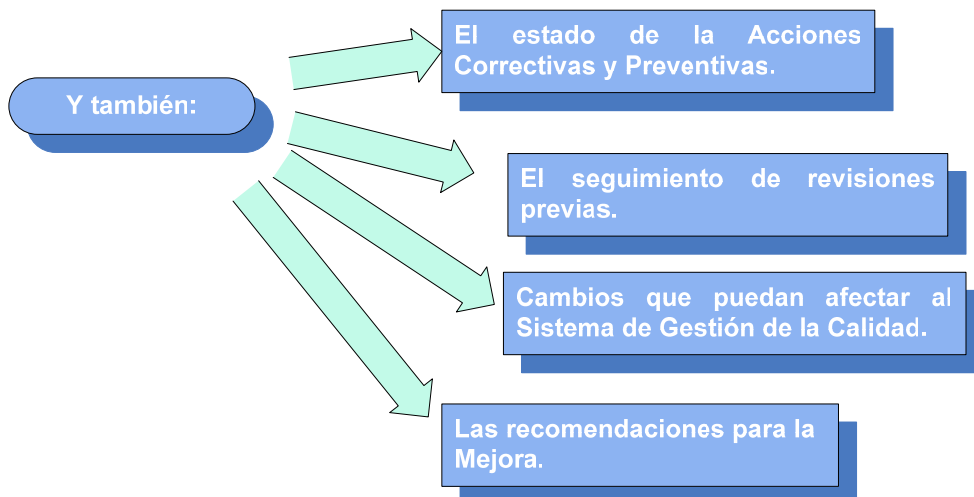 Y también:
El estado de la Acciones
Correctivas y Preventivas.
El seguimiento de revisiones
previas.
Cambios que puedan afectar al
Sistema de Gestión de la Calidad.
Las recomendaciones para la
Mejora.